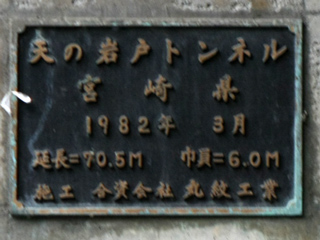 天の岩戸トンネル
宮崎県
1982年 3月
延長=70.5M 巾員=6.0M
施工 合資会社 丸紋工業